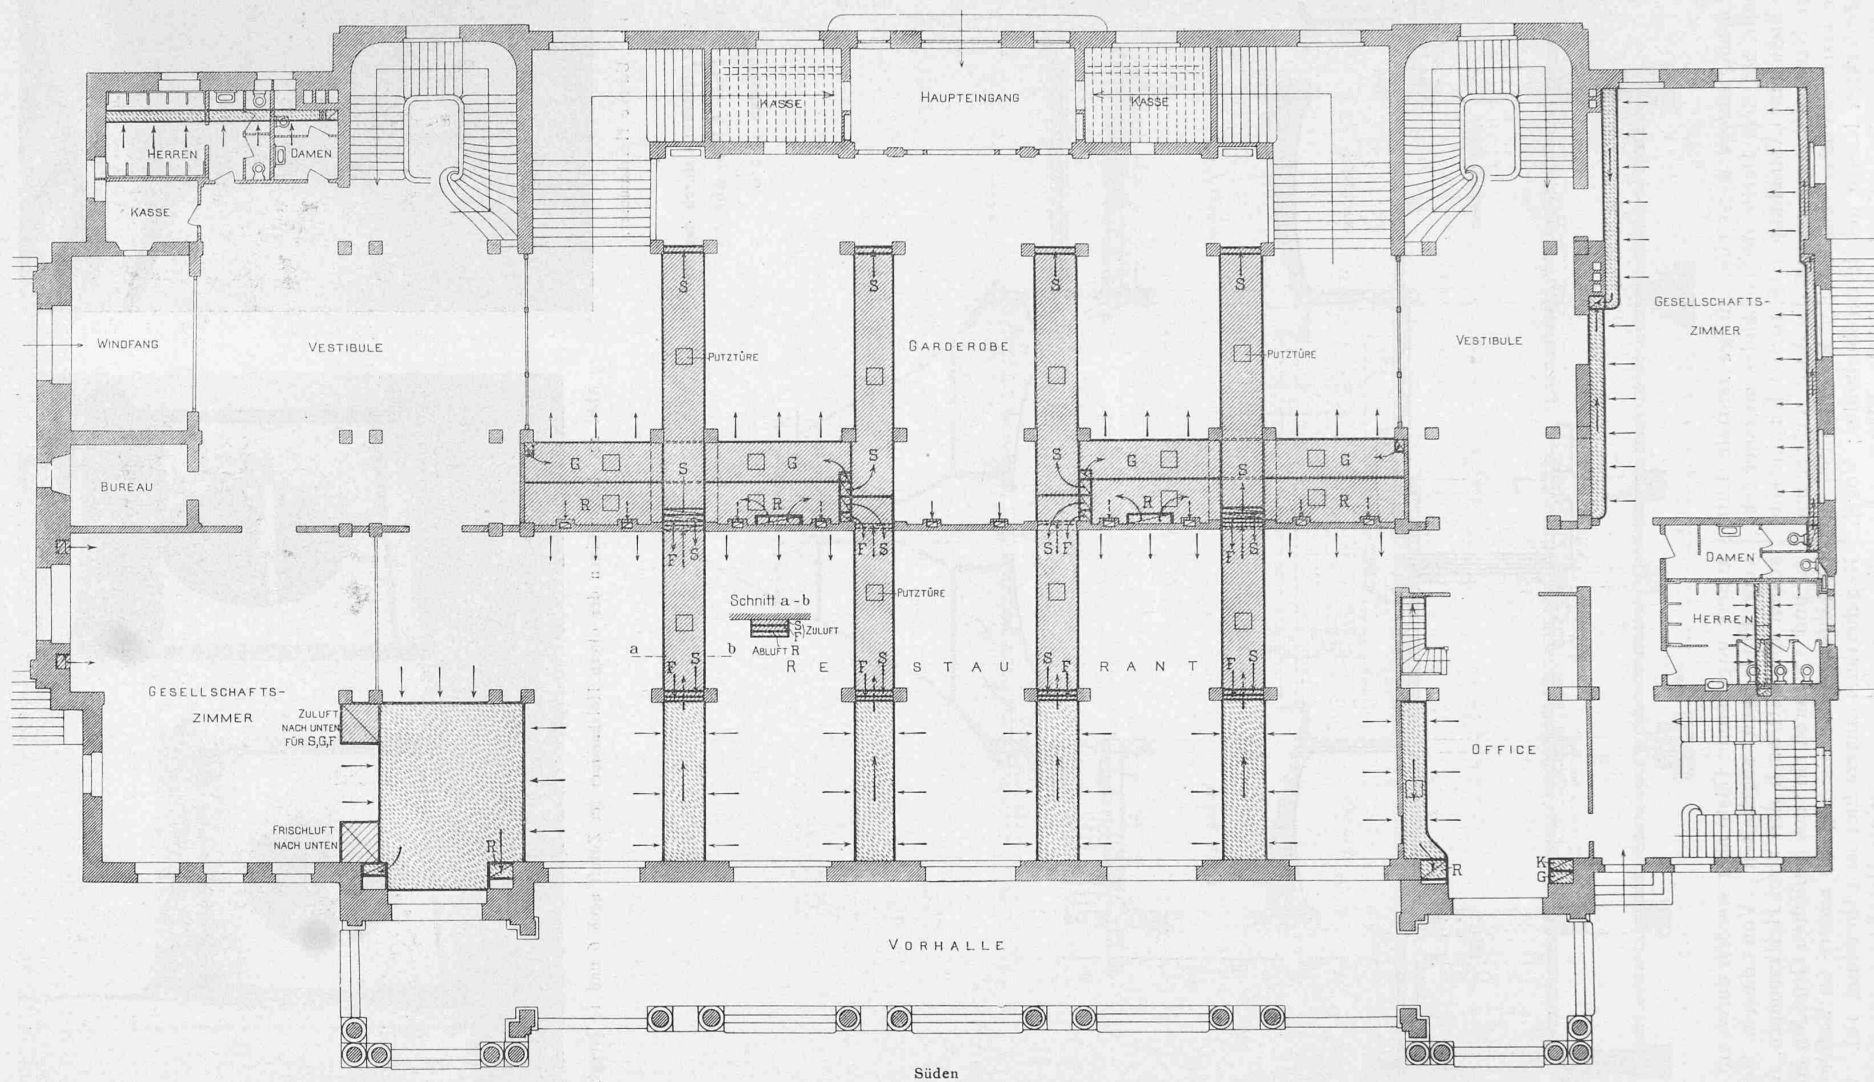 KASSE
HAUPTEINGANG
KASSE
HERREN
DAMEN
KASSE
WINDFANG
VESTIBULE
S
S
S
S
PUTZTÜRE
GARDEROBE
PUTZTÜRE
VESTIBULE
GESELLSCHAFTS-
ZIMMER
BUREAU
G
S
G
S
S
G
S
G
R
R
R
R
F S
F S
S F
F S
DAMEN
PUTZTÜRE
Schnitt a-b
S
G
F
ZULUFT
ABLUFT R
HERREN
a
b
F S
F S
S F
F S
RESTAURANT
GESELLSCHAFTS-
ZIMMER
ZULUFT
NACH UNTEN
FÜR S,G,F
OFFICE
FRISCHLUFT
NACH UNTEN
R
R
K
G
VORHALLE
Süden